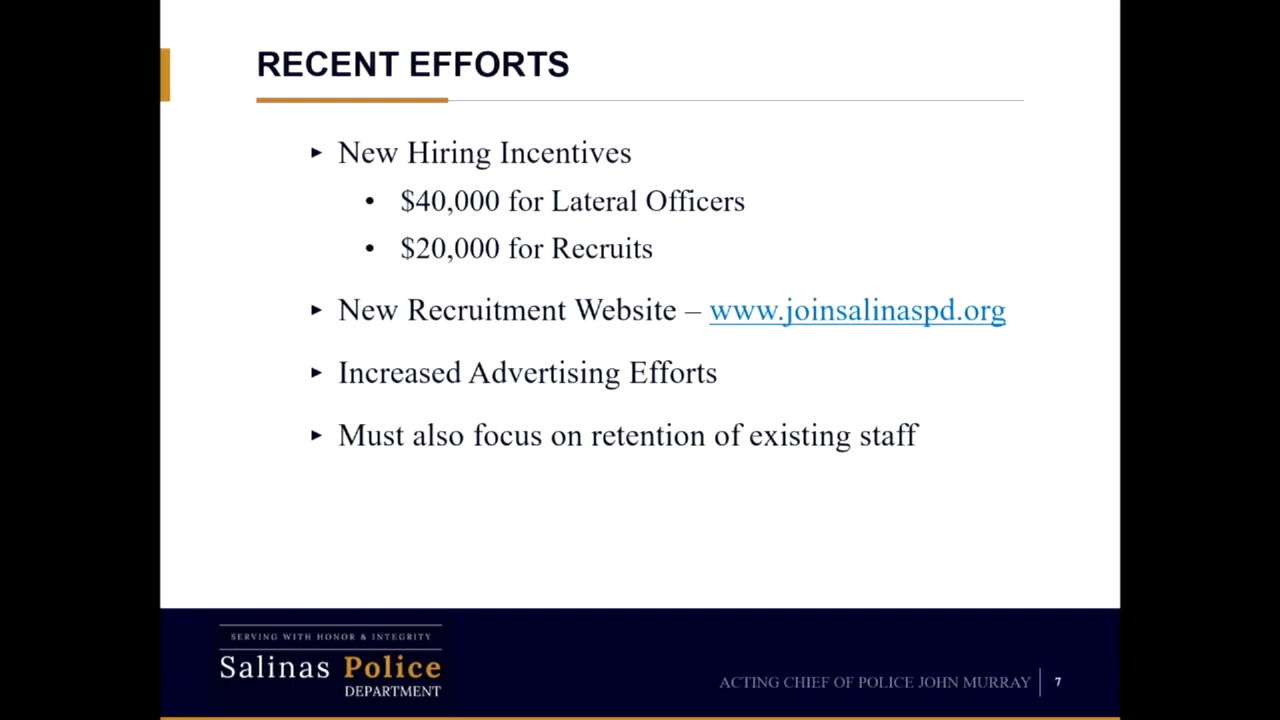 RECENT EFFORTS
▸ New Hiring Incentives
• $40,000 for Lateral Officers
• $20,000 for Recruits
▸ New Recruitment Website – www.joinsalinaspd.org
▸ Increased Advertising Efforts
▸ Must also focus on retention of existing staff
SERVING WITH HONOR & INTEGRITY
Salinas Police
DEPARTMENT
ACTING CHIEF OF POLICE JOHN MURRAY 7